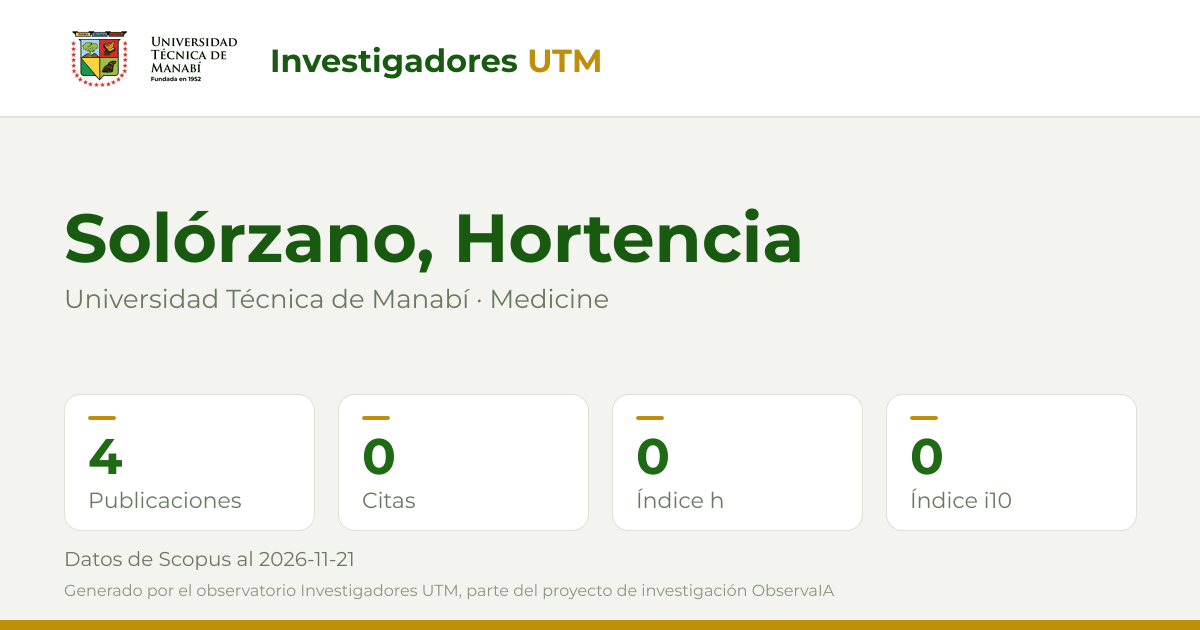 UNIVERSIDAD
TÉCNICA DE
MANABÍ
Fundada en 1952
Investigadores UTM
Solórzano, Hortencia
Universidad Técnica de Manabí · Medicine
4
Publicaciones
0
Citas
0
Índice h
0
Índice i10
Datos de Scopus al 2026-11-21
Generado por el observatorio Investigadores UTM, parte del proyecto de investigación ObservaIA